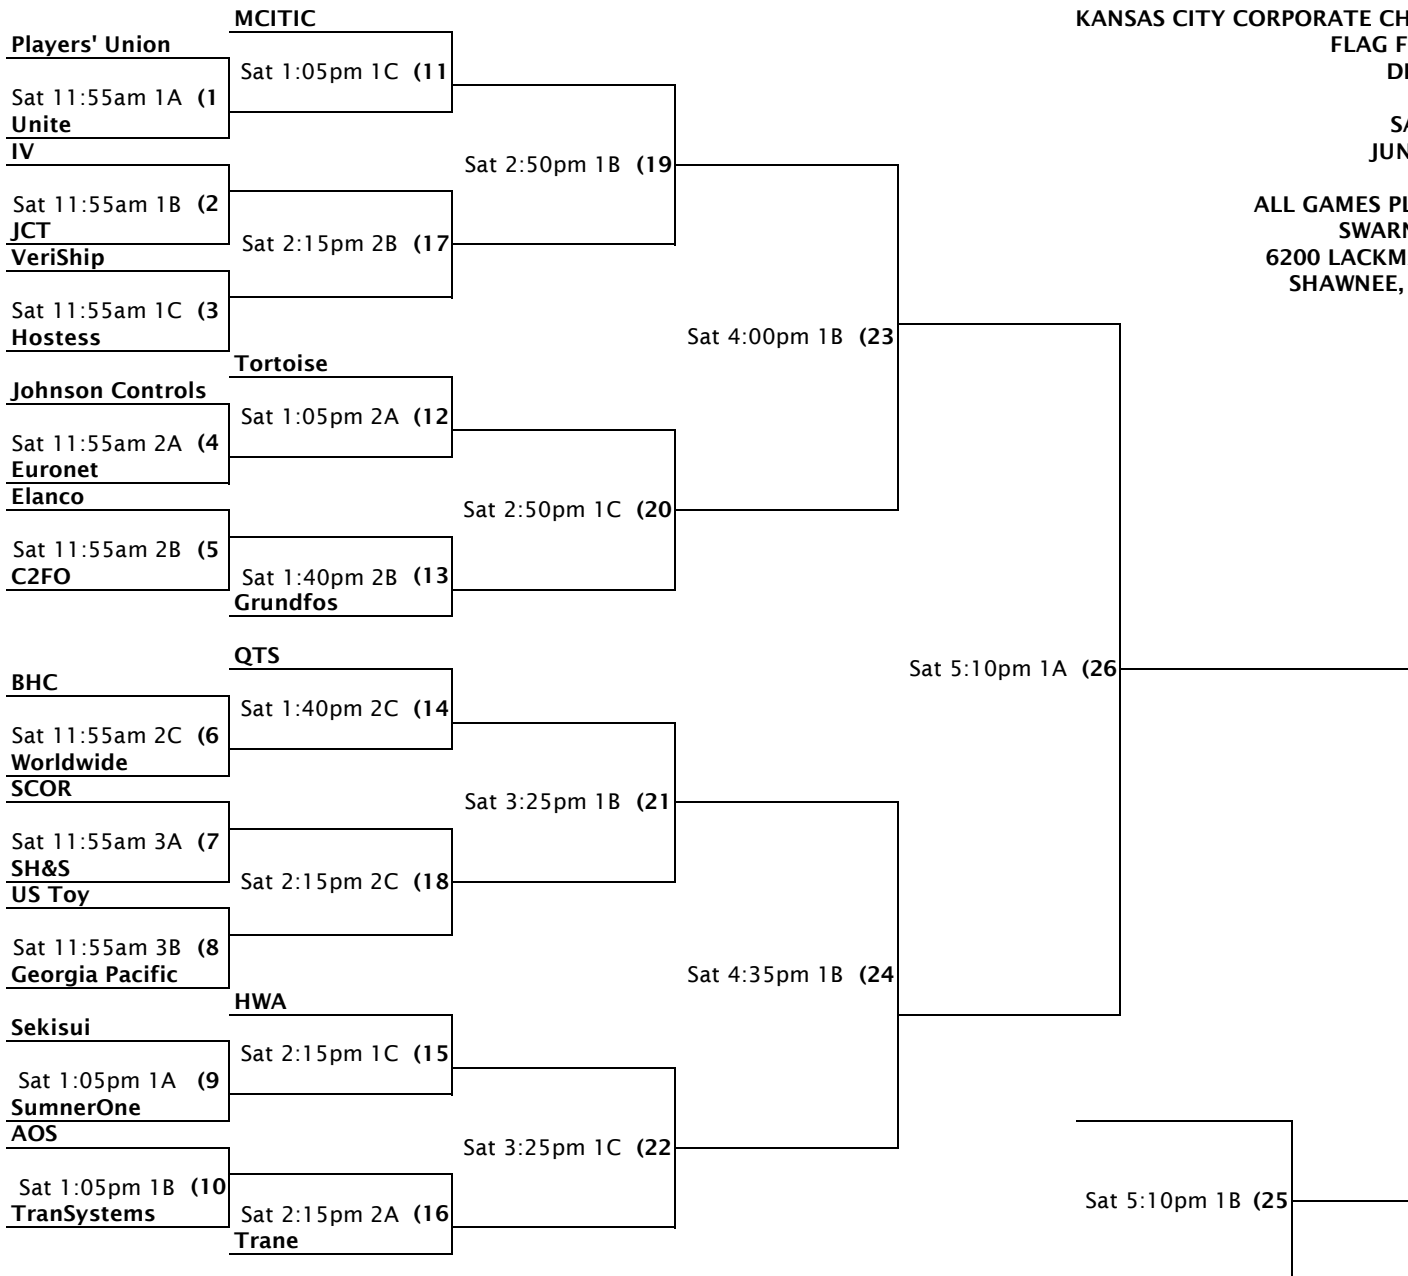 MCITIC
KANSAS CITY CORPORATE CH
Players' Union
FLAG F
Sat 1:05pm 1C (11
Sat 11:55am 1A (1
Unite
IV
JUN
Sat 2:50pm 1B (19
Sat 11:55am 1B (2
ALL GAMES PL
JCT
SWARN
Sat 2:15pm 2B (17
VeriShip
6200 LACKM
SHAWNEE,
Sat 11:55am 1C (3
Hostess
Sat 4:00pm 1B (23
Tortoise
Johnson Controls
Sat 1:05pm 2A (12
Sat 11:55am 2A (4
Euronet
Elanco
Sat 2:50pm 1C (20
Sat 11:55am 2B (5
C2FO
Sat 1:40pm 2B (13
Grundfos
QTS
Sat 5:10pm 1A (26
BHC
Sat 1:40pm 2C (14
Sat 11:55am 2C (6
Worldwide
SCOR
Sat 3:25pm 1B (21
Sat 11:55am 3A (7
SH&S
Sat 2:15pm 2C (18
US Toy
Sat 11:55am 3B (8
Georgia Pacific
Sat 4:35pm 1B (24
HWA
Sekisui
Sat 2:15pm 1C (15
Sat 1:05pm 1A (9
SumnerOne
AOS
Sat 3:25pm 1C (22
Sat 1:05pm 1B (10
Sat 5:10pm 1B (25
TranSystems
Sat 2:15pm 2A (16
Trane